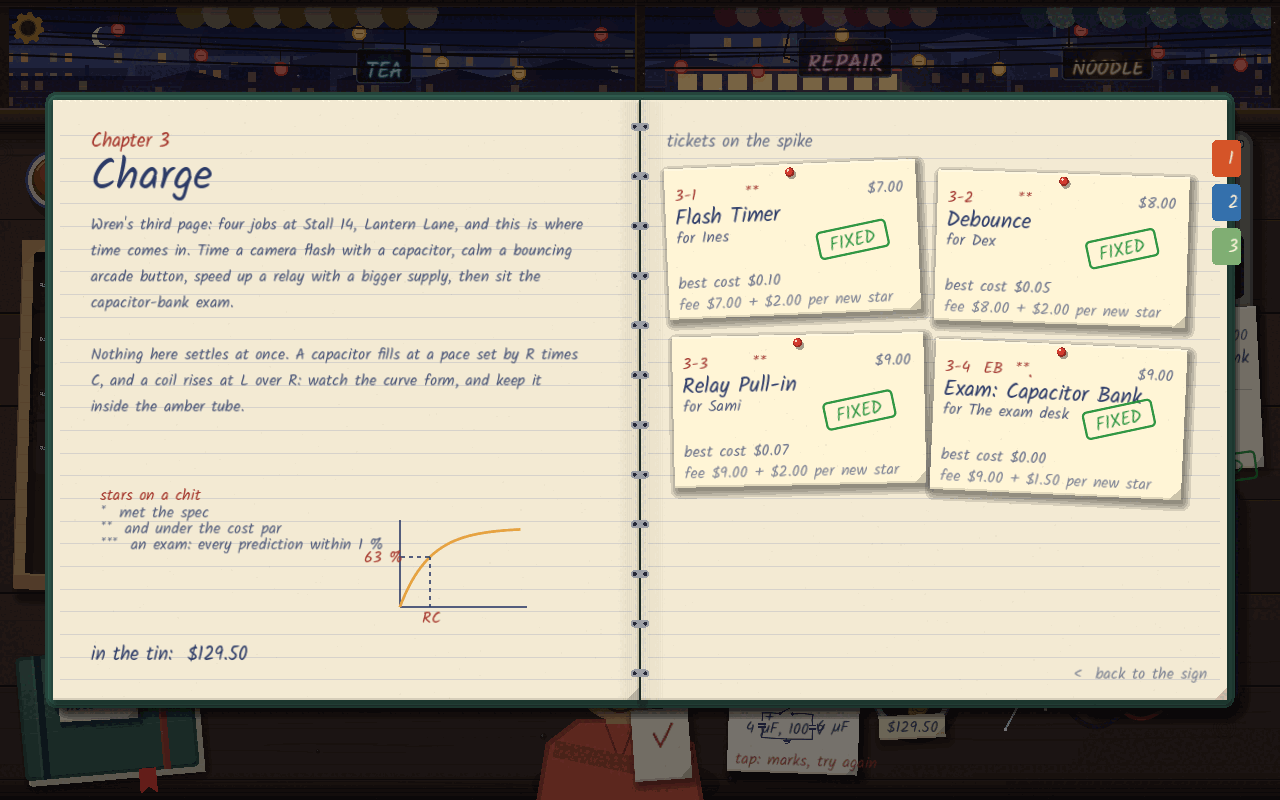 TEA
REPAIR
NOODLE
Chapter 3
Charge
Wren's third page: four jobs at Stall 14, Lantern Lane, and this is where
time comes in. Time a camera flash with a capacitor, calm a bouncing
arcade button, speed up a relay with a bigger supply, then sit the
capacitor-bank exam.
Nothing here settles at once. A capacitor fills at a pace set by R times
C, and a coil rises at L over R: watch the curve form, and keep it
inside the amber tube.
stars on a chit
* met the spec
** and under the cost par
*** an exam: every prediction within 1 %
63 %
RC
in the tin: $129.50
tickets on the spike
3-1 ** $7.00
Flash Timer
for Ines
FIXED
best cost $0.10
fee $7.00 + $2.00 per new star
3-2 ** $8.00
Debounce
for Dex
FIXED
best cost $0.05
fee $8.00 + $2.00 per new star
3-3 ** $9.00
Relay Pull-in
for Sami
FIXED
best cost $0.07
fee $9.00 + $2.00 per new star
3-4 EB ** $9.00
Exam: Capacitor Bank
for The exam desk
FIXED
best cost $0.00
fee $9.00 + $1.50 per new star
< back to the sign
1
2
3
$129.50
tap: marks, try again